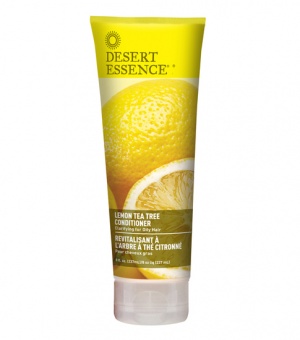 DESERT
ESSENCE
LEMON TEA TREE
CONDITIONER
Clarifying for Oily Hair
REVITALISANT À
L'ARBRE À THÉ CITRONNÉ
Pour cheveux gras